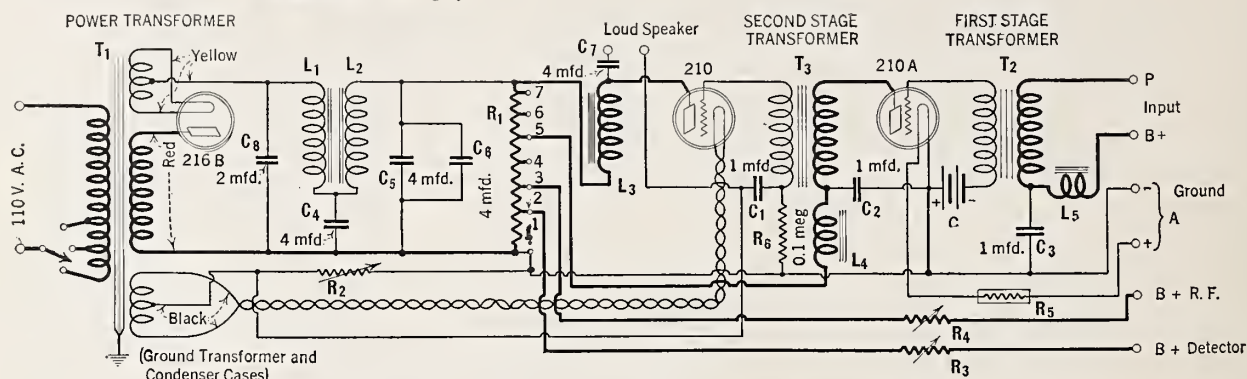 POWER TRANSFORMER
T1
Yellow
216 B
Red
110 V. A. C.
Black
(Ground Transformer and
Condenser Cases)
C8
2 mfd.
L1
L2
C4
4 mfd.
C5
4 mfd.
C6
4 mfd.
R1
7
6
5
4
3
2
1
R2
C7
4 mfd.
Loud Speaker
L3
210
SECOND STAGE
TRANSFORMER
T3
1 mfd.
C1
R6
0.1 meg
L4
1 mfd.
C2
210 A
FIRST STAGE
TRANSFORMER
T2
+
C
-
1 mfd.
C3
L5
P
Input
B+
-
Ground
A
+
R5
B + R. F.
R4
B + Detector
R3